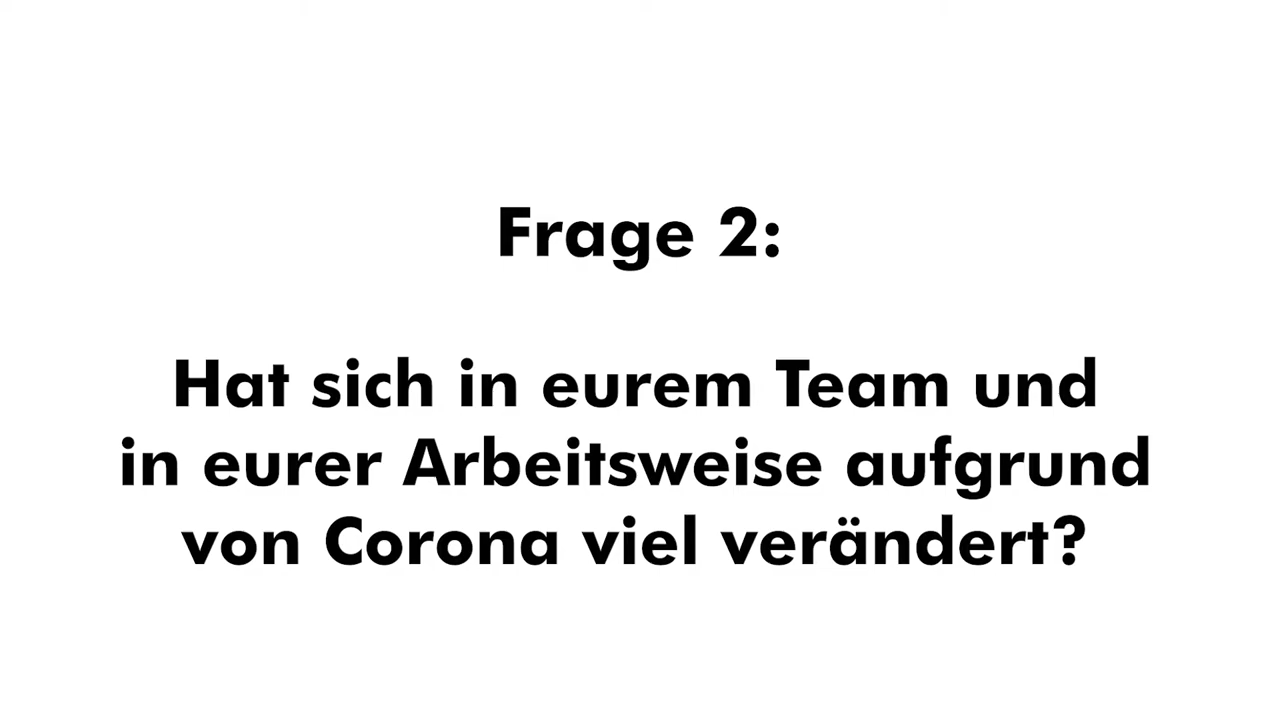 Frage 2:
Hat sich in eurem Team und
in eurer Arbeitsweise aufgrund
von Corona viel verändert?